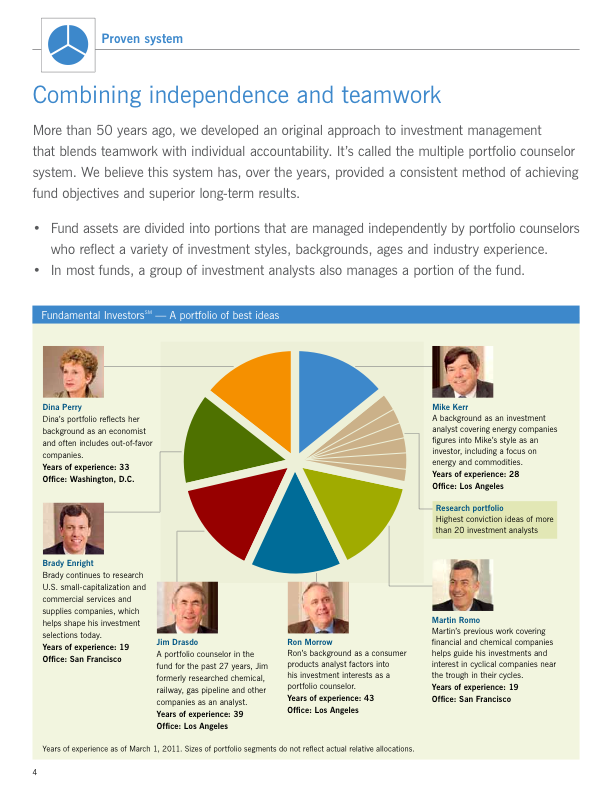 Proven system
Combining independence and teamwork
More than 50 years ago, we developed an original approach to investment management
that blends teamwork with individual accountability. It's called the multiple portfolio counselor
system. We believe this system has, over the years, provided a consistent method of achieving
fund objectives and superior long-term results.
• Fund assets are divided into portions that are managed independently by portfolio counselors
who reflect a variety of investment styles, backgrounds, ages and industry experience.
• In most funds, a group of investment analysts also manages a portion of the fund.
Fundamental Investors℠ — A portfolio of best ideas
Dina Perry
Dina's portfolio reflects her
background as an economist
and often includes out-of-favor
companies.
Years of experience: 33
Office: Washington, D.C.
Brady Enright
Brady continues to research
U.S. small-capitalization and
commercial services and
supplies companies, which
helps shape his investment
selections today.
Years of experience: 19
Office: San Francisco
Jim Drasdo
A portfolio counselor in the
fund for the past 27 years, Jim
formerly researched chemical,
railway, gas pipeline and other
companies as an analyst.
Years of experience: 39
Office: Los Angeles
Ron Morrow
Ron's background as a consumer
products analyst factors into
his investment interests as a
portfolio counselor.
Years of experience: 43
Office: Los Angeles
Mike Kerr
A background as an investment
analyst covering energy companies
figures into Mike's style as an
investor, including a focus on
energy and commodities.
Years of experience: 28
Office: Los Angeles
Research portfolio
Highest conviction ideas of more
than 20 investment analysts
Martin Romo
Martin's previous work covering
financial and chemical companies
helps guide his investments and
interest in cyclical companies near
the trough in their cycles.
Years of experience: 19
Office: San Francisco
Years of experience as of March 1, 2011. Sizes of portfolio segments do not reflect actual relative allocations.
4